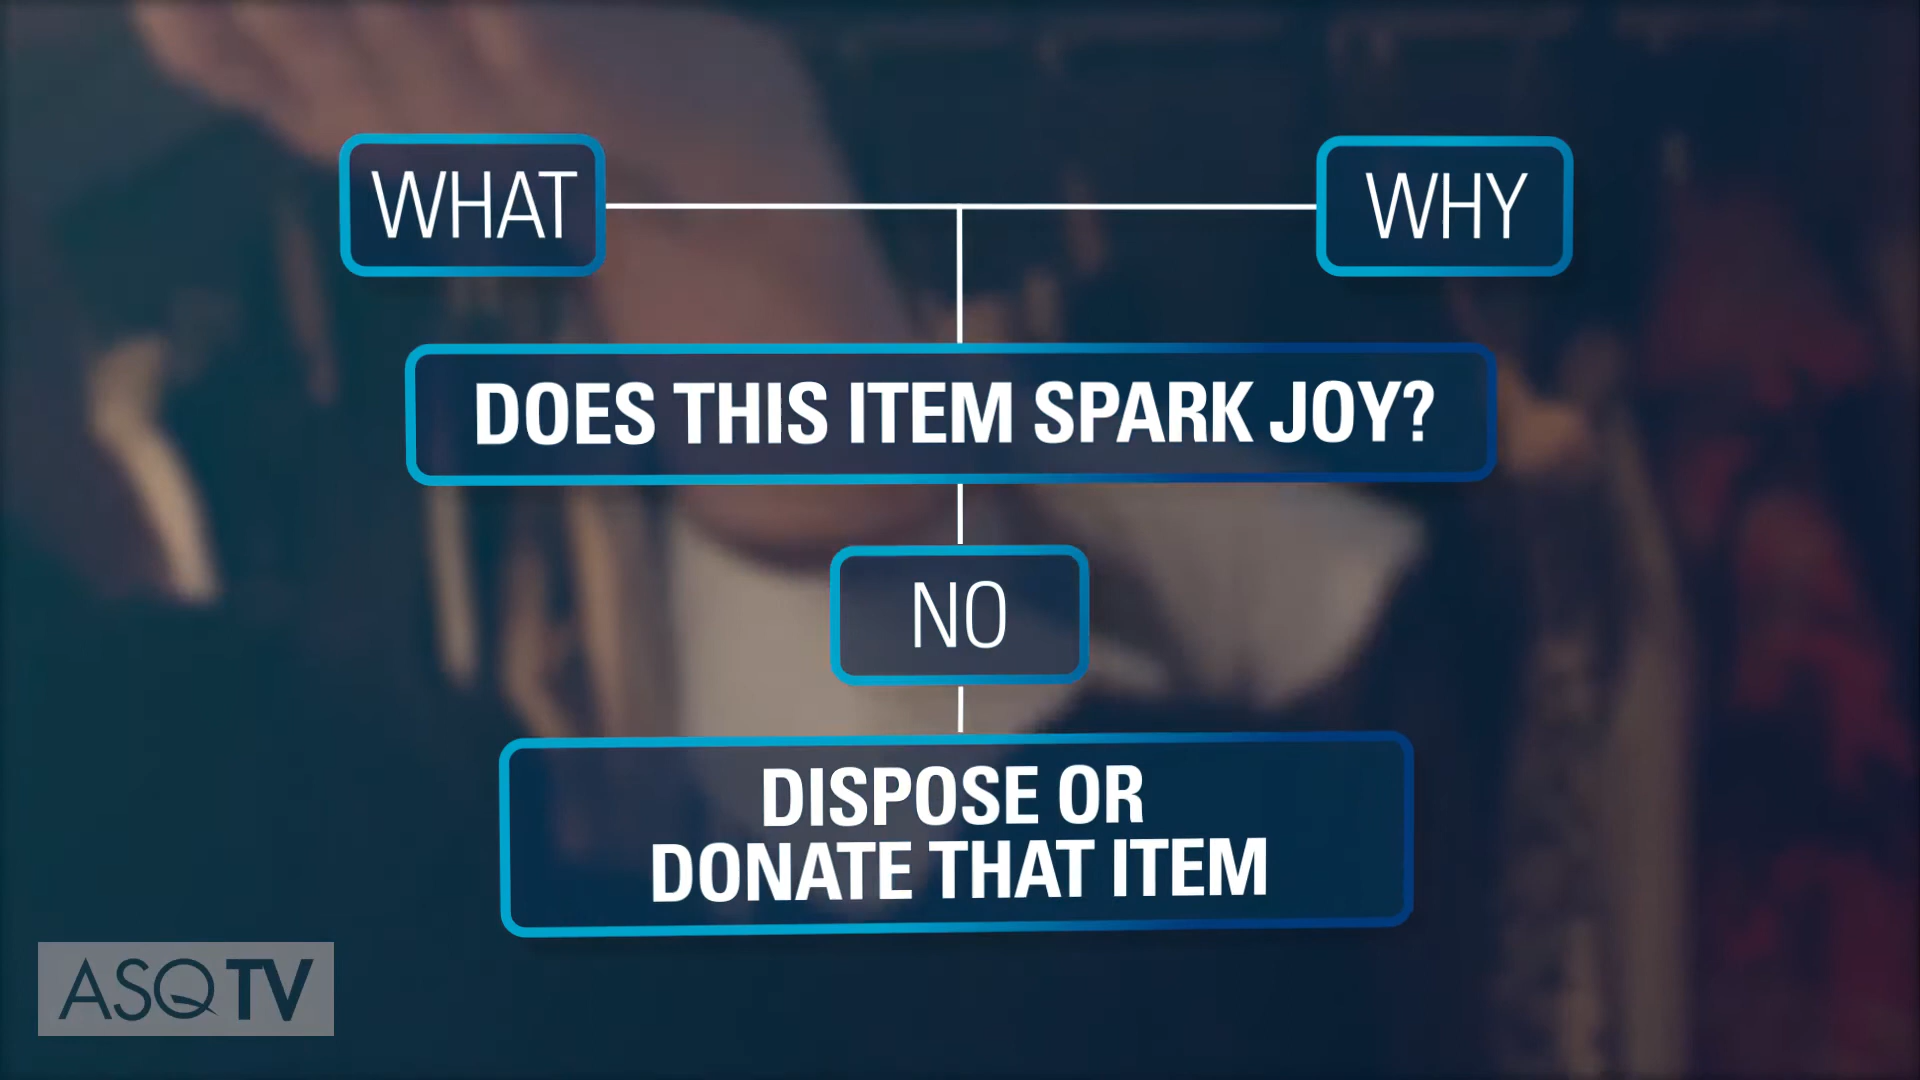 WHAT
WHY
DOES THIS ITEM SPARK JOY?
NO
DISPOSE OR
DONATE THAT ITEM
ASQTV